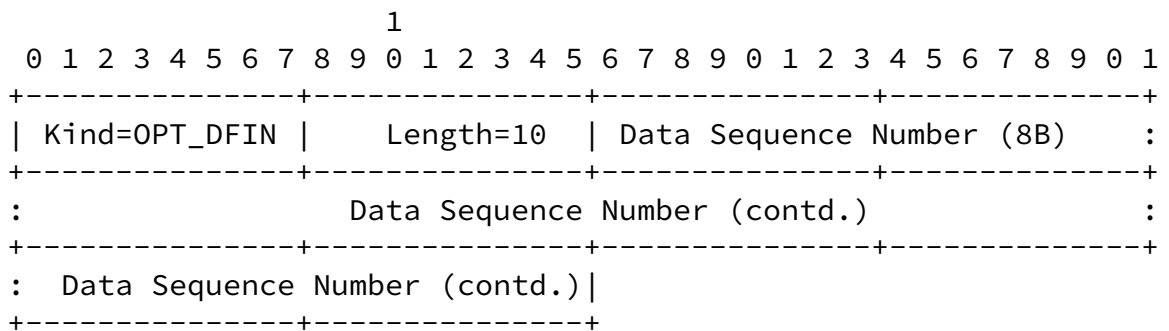 1
 0 1 2 3 4 5 6 7 8 9 0 1 2 3 4 5 6 7 8 9 0 1 2 3 4 5 6 7 8 9 0 1
+---------------+---------------+---------------+---------------+
| Kind=OPT_DFIN |    Length=10  | Data Sequence Number (8B)     :
+---------------+---------------+---------------+---------------+
:                Data Sequence Number (contd.)                  :
+---------------+---------------+---------------+---------------+
:  Data Sequence Number (contd.)|
+---------------+---------------+